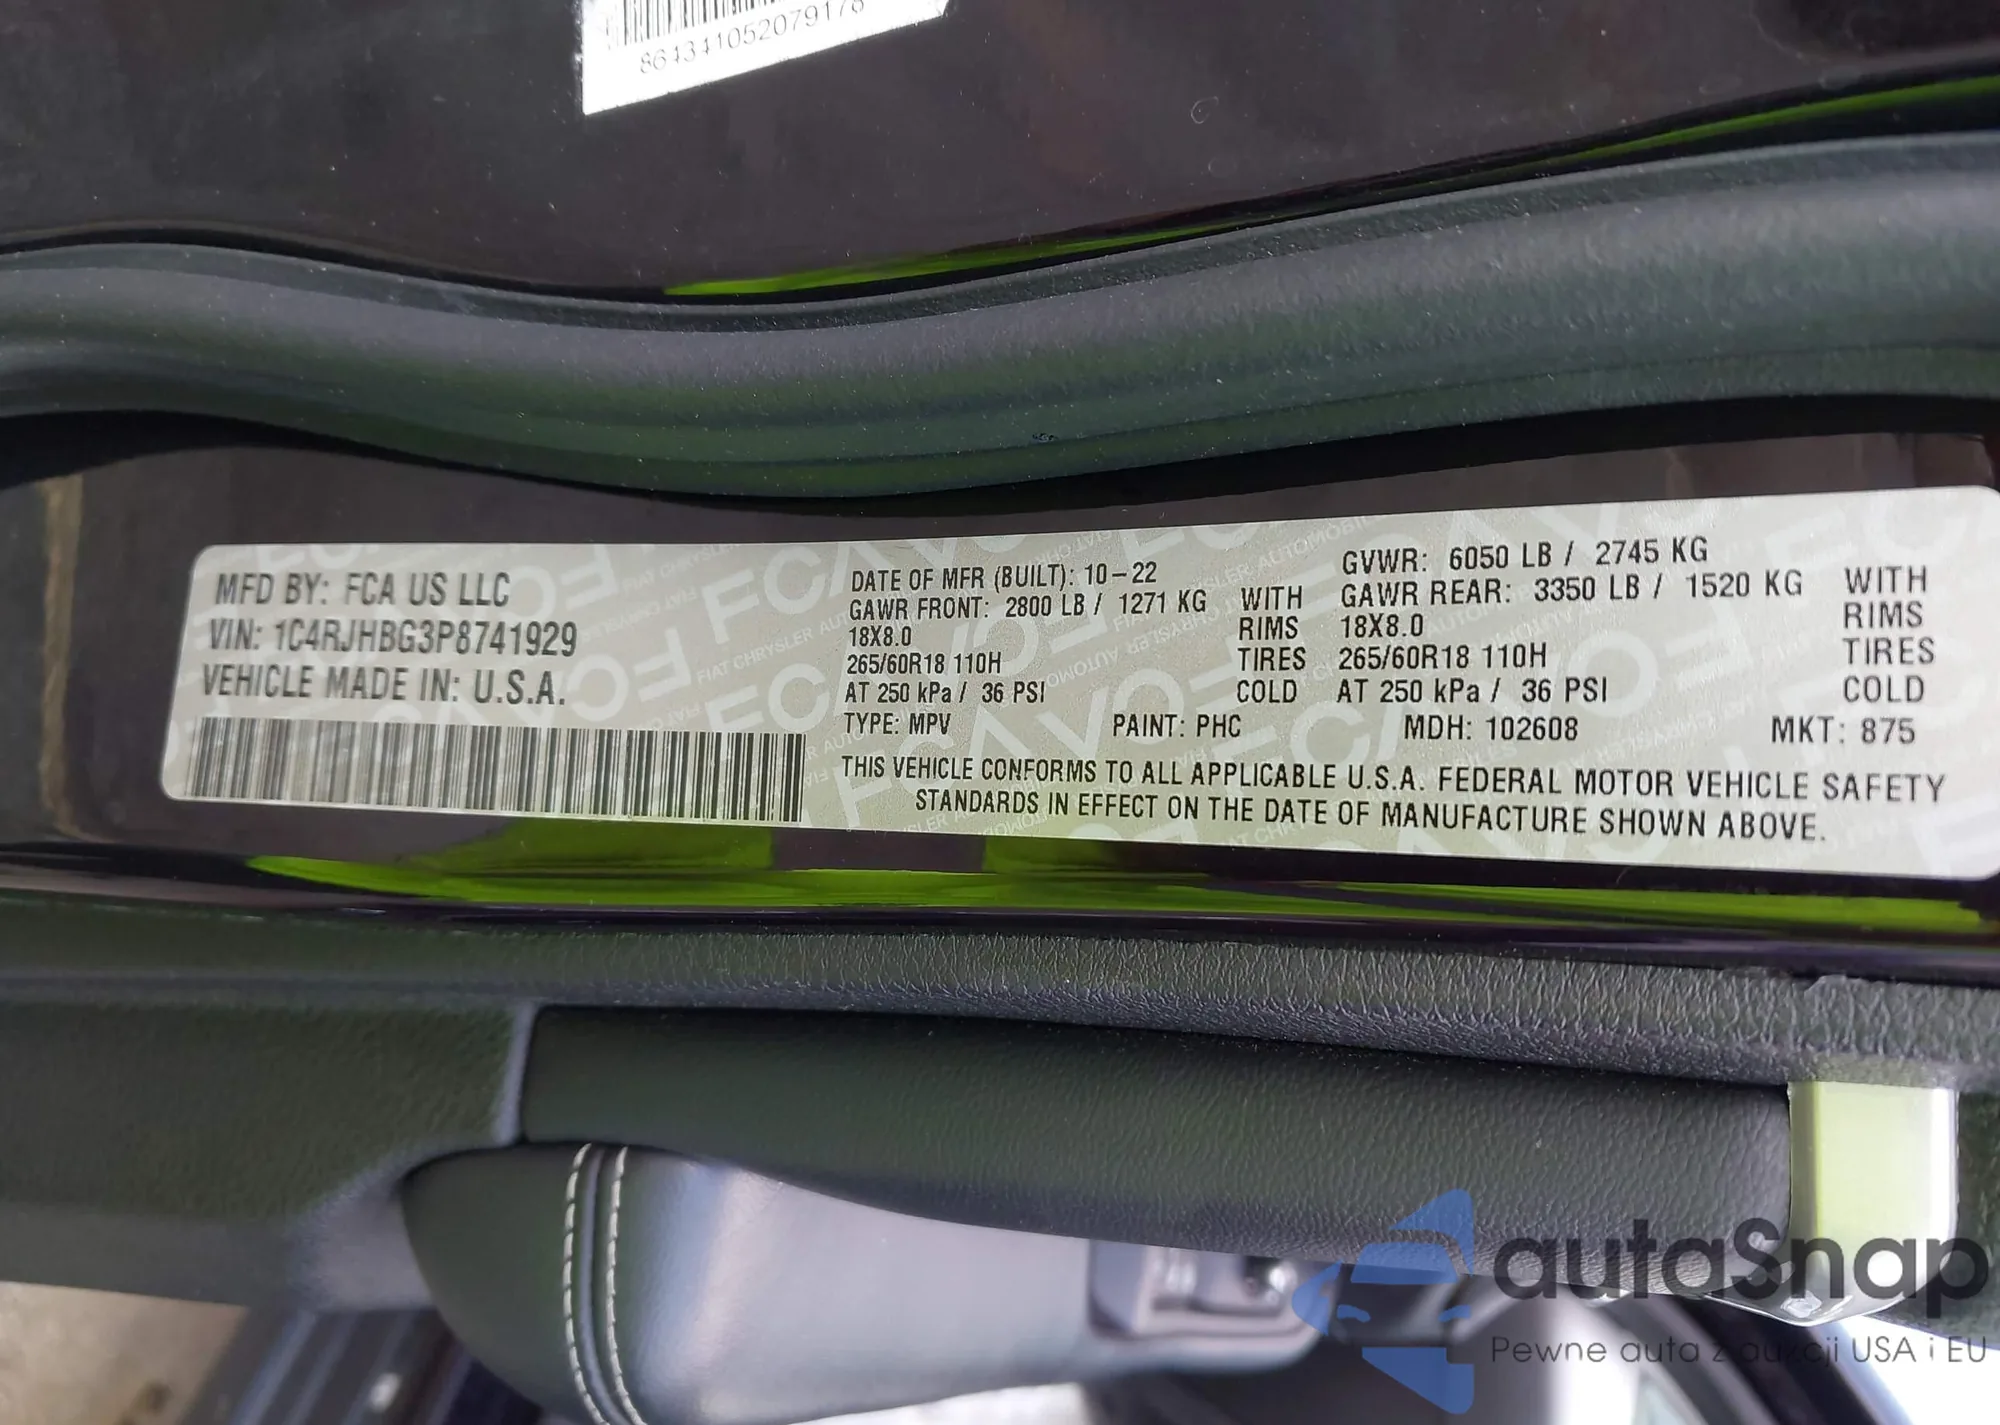 864341052079178
MFD BY: FCA US LLC
VIN: 1C4RJHBG3P8741929
VEHICLE MADE IN: U.S.A.
DATE OF MFR (BUILT): 10-22
GVWR: 6050 LB / 2745 KG
GAWR FRONT: 2800 LB / 1271 KG WITH GAWR REAR: 3350 LB / 1520 KG WITH
18X8.0 RIMS 18X8.0 RIMS
265/60R18 110H TIRES 265/60R18 110H TIRES
AT 250 kPa / 36 PSI COLD AT 250 kPa / 36 PSI COLD
TYPE: MPV PAINT: PHC MDH: 102608 MKT: 875
THIS VEHICLE CONFORMS TO ALL APPLICABLE U.S.A. FEDERAL MOTOR VEHICLE SAFETY
STANDARDS IN EFFECT ON THE DATE OF MANUFACTURE SHOWN ABOVE.
autaSnap
Pewne auta z aukcji USA i EU